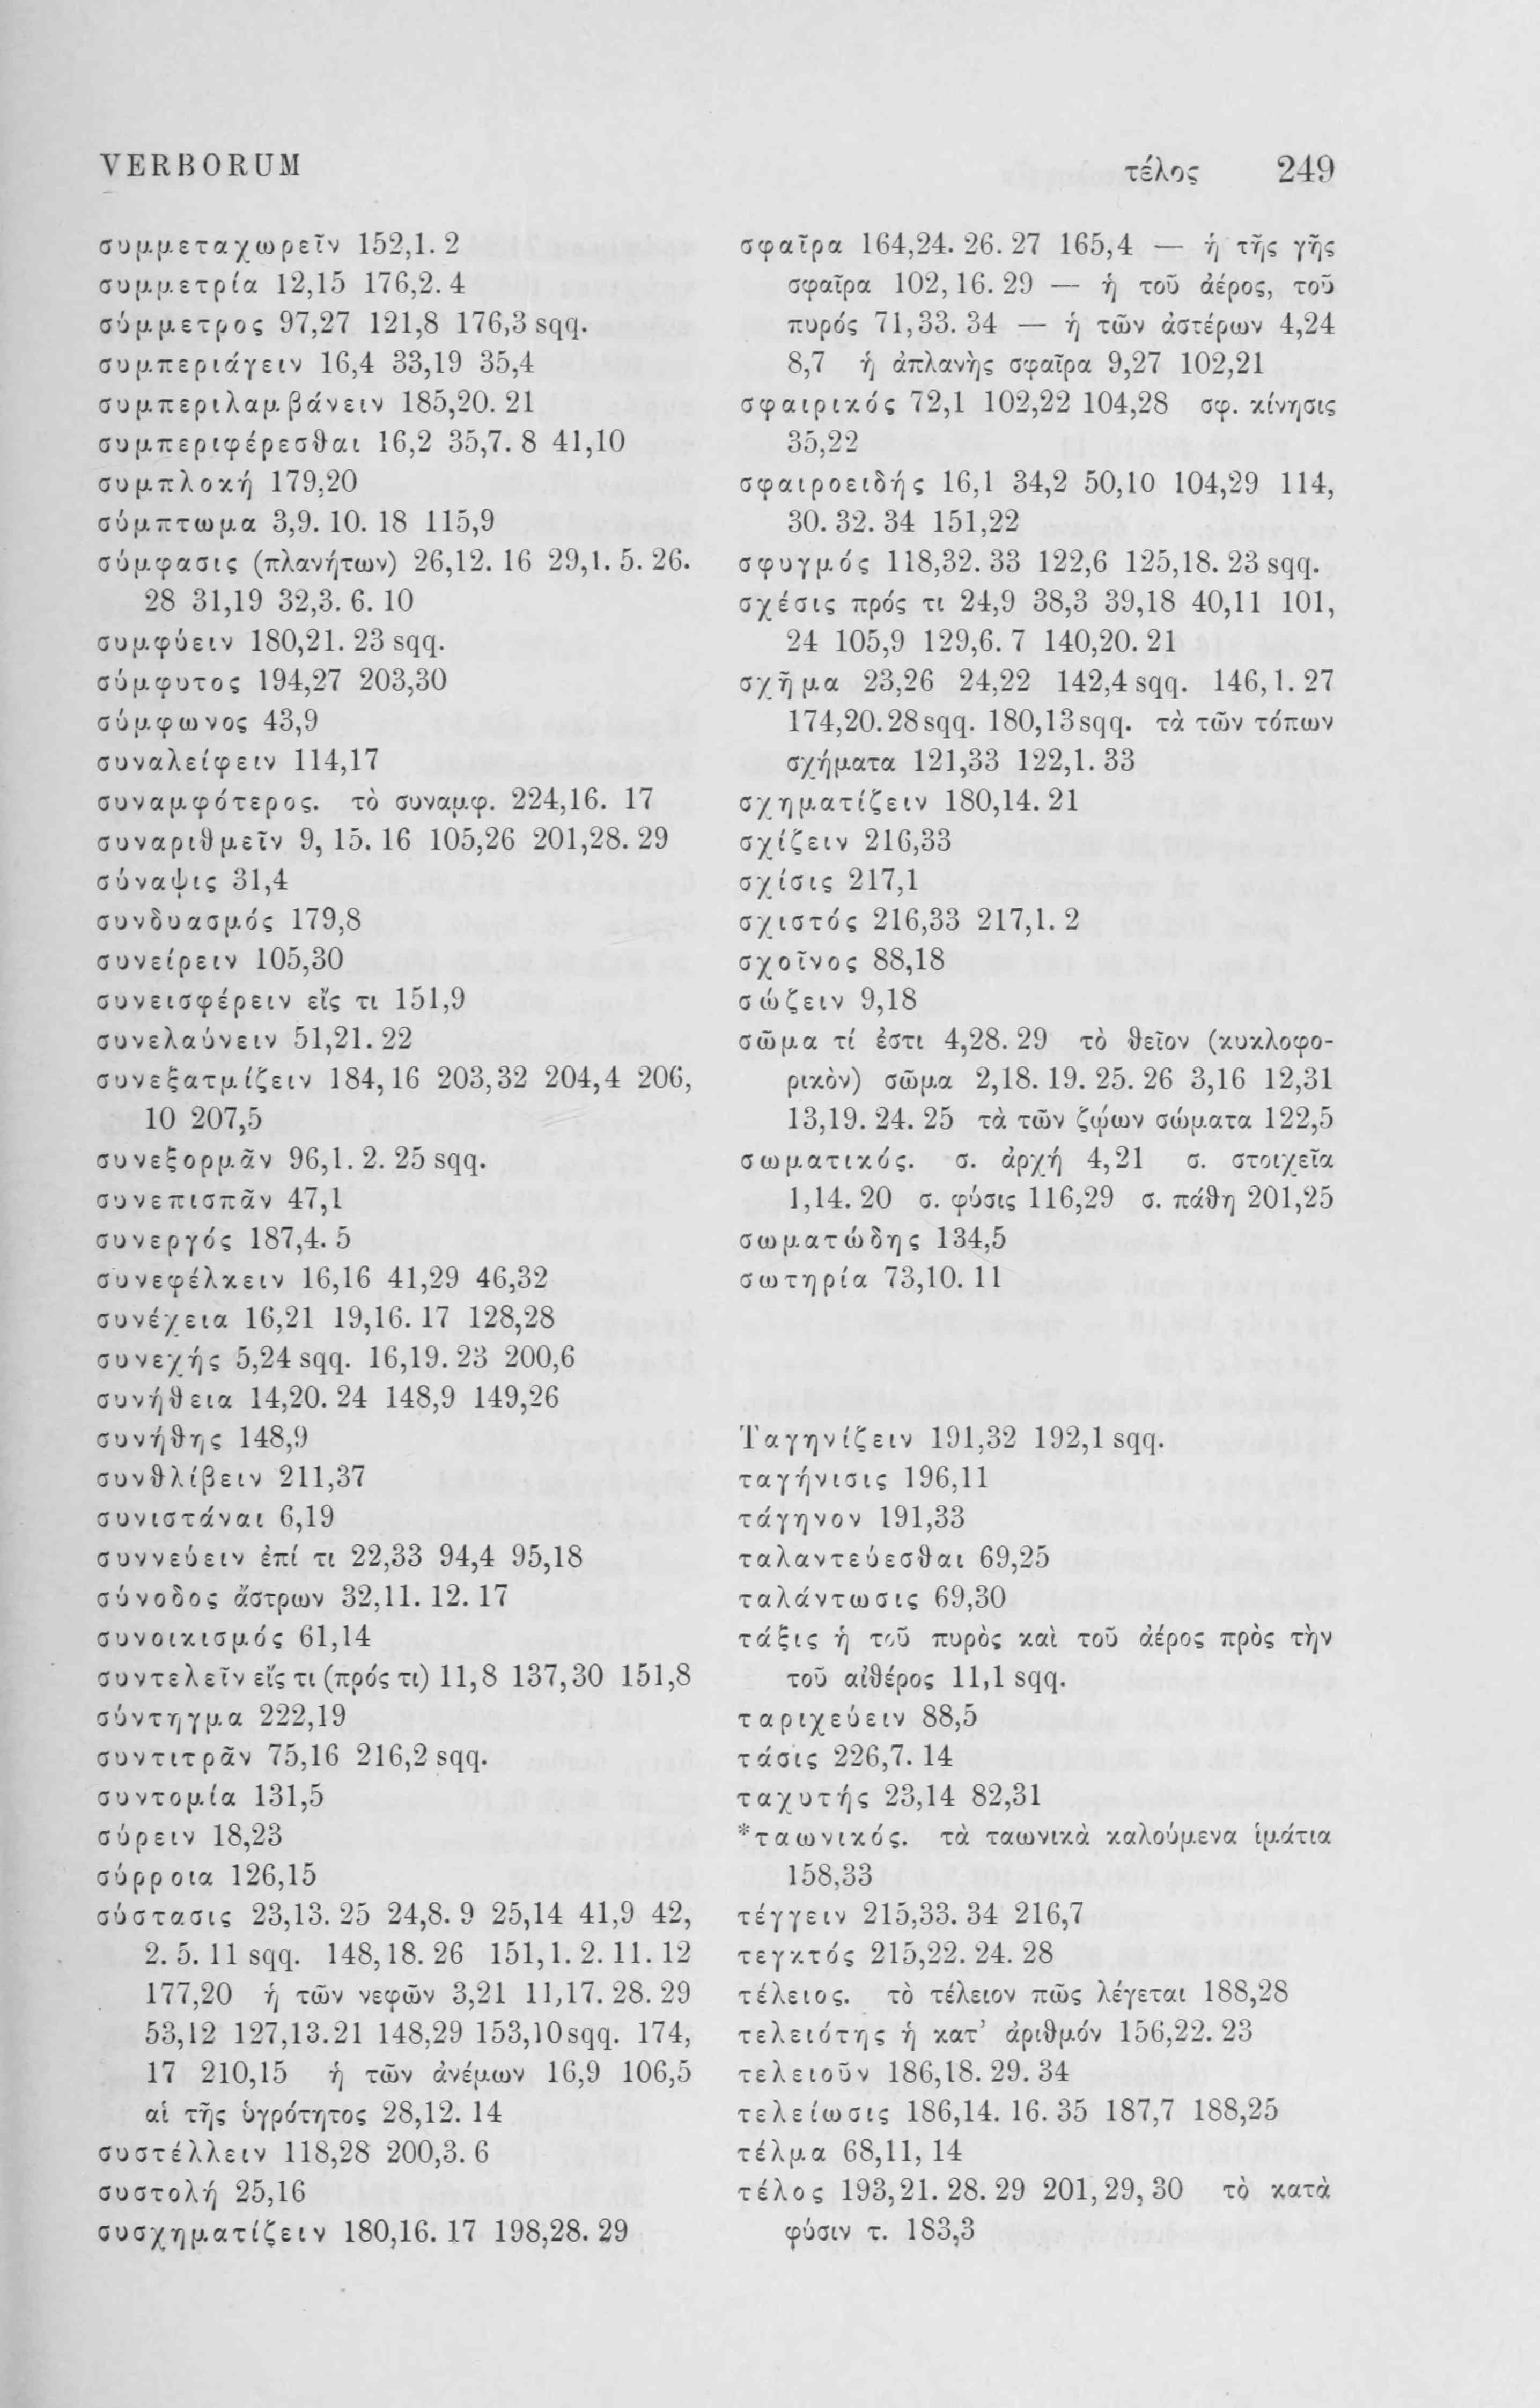 VERBORUM τέλος 249
συμμεταχωρεῖν 152,1. 2
συμμετρία 12,15 176,2. 4
σύμμετρος 97,27 121,8 176,3 sqq.
συμπεριάγειν 16,4 33,19 35,4
συμπεριλαμβάνειν 185,20. 21
συμπεριφέρεσθαι 16,2 35,7. 8 41,10
συμπλοκή 179,20
σύμπτωμα 3,9. 10. 18 115,9
σύμφασις (πλανήτων) 26,12. 16 29,1. 5. 26.
28 31,19 32,3. 6. 10
συμφύειν 180,21. 23 sqq.
σύμφυτος 194,27 203,30
σύμφωνος 43,9
συναλείφειν 114,17
συναμφότερος. τὸ συναμφ. 224,16. 17
συναριθμεῖν 9, 15. 16 105,26 201,28. 29
σύναψις 31,4
συνδυασμός 179,8
συνείρειν 105,30
συνεισφέρειν εἴς τι 151,9
συνελαύνειν 51,21. 22
συνεξατμίζειν 184,16 203,32 204,4 206,
10 207,5
συνεξορμᾶν 96,1. 2. 25 sqq.
συνεπισπᾶν 47,1
συνεργός 187,4. 5
συνεφέλκειν 16,16 41,29 46,32
συνέχεια 16,21 19,16. 17 128,28
συνεχής 5,24 sqq. 16,19. 23 200,6
συνήθεια 14,20. 24 148,9 149,26
συνήθης 148,9
συνθλίβειν 211,37
συνιστάναι 6,19
συννεύειν ἐπί τι 22,33 94,4 95,18
σύνοδος ἄστρων 32,11. 12. 17
συνοικισμός 61,14
συντελεῖν εἴς τι (πρός τι) 11,8 137,30 151,8
σύντηγμα 222,19
συντιτρᾶν 75,16 216,2 sqq.
συντομία 131,5
σύρειν 18,23
σύρροια 126,15
σύστασις 23,13. 25 24,8. 9 25,14 41,9 42,
2. 5. 11 sqq. 148,18. 26 151,1. 2. 11. 12
177,20 ἡ τῶν νεφῶν 3,21 11,17. 28. 29
53,12 127,13.21 148,29 153,10sqq. 174,
17 210,15 ἡ τῶν ἀνέμων 16,9 106,5
αἱ τῆς ὑγρότητος 28,12. 14
συστέλλειν 118,28 200,3. 6
συστολή 25,16
συσχηματίζειν 180,16. 17 198,28. 29
σφαῖρα 164,24. 26. 27 165,4 — ἡ τῆς γῆς
σφαῖρα 102,16. 29 — ἡ τοῦ ἀέρος, τοῦ
πυρός 71,33. 34 — ἡ τῶν ἀστέρων 4,24
8,7 ἡ ἀπλανὴς σφαῖρα 9,27 102,21
σφαιρικός 72,1 102,22 104,28 σφ. κίνησις
35,22
σφαιροειδής 16,1 34,2 50,10 104,29 114,
30. 32. 34 151,22
σφυγμός 118,32. 33 122,6 125,18. 23 sqq.
σχέσις πρός τι 24,9 38,3 39,18 40,11 101,
24 105,9 129,6. 7 140,20. 21
σχῆμα 23,26 24,22 142,4 sqq. 146,1. 27
174,20.28sqq. 180,13sqq. τὰ τῶν τόπων
σχήματα 121,33 122,1. 33
σχηματίζειν 180,14. 21
σχίζειν 216,33
σχίσις 217,1
σχιστός 216,33 217,1. 2
σχοῖνος 88,18
σώζειν 9,18
σῶμα τί ἐστι 4,28. 29 τὸ θεῖον (κυκλοφο-
ρικὸν) σῶμα 2,18. 19. 25. 26 3,16 12,31
13,19. 24. 25 τὰ τῶν ζῴων σώματα 122,5
σωματικός. σ. ἀρχή 4,21 σ. στοιχεῖα
1,14. 20 σ. φύσις 116,29 σ. πάθη 201,25
σωματώδης 134,5
σωτηρία 73,10. 11
Ταγηνίζειν 191,32 192,1 sqq.
ταγήνισις 196,11
τάγηνον 191,33
ταλαντεύεσθαι 69,25
ταλάντωσις 69,30
τάξις ἡ τοῦ πυρὸς καὶ τοῦ ἀέρος πρὸς τὴν
τοῦ αἰθέρος 11,1 sqq.
ταριχεύειν 88,5
τάσις 226,7. 14
ταχυτής 23,14 82,31
*ταωνικός. τὰ ταωνικὰ καλούμενα ἱμάτια
158,33
τέγγειν 215,33. 34 216,7
τεγκτός 215,22. 24. 28
τέλειος. τὸ τέλειον πῶς λέγεται 188,28
τελειότης ἡ κατ’ ἀριθμόν 156,22. 23
τελειοῦν 186,18. 29. 34
τελείωσις 186,14. 16. 35 187,7 188,25
τέλμα 68,11, 14
τέλος 193,21. 28. 29 201,29, 30 τὸ κατὰ
φύσιν τ. 183,3